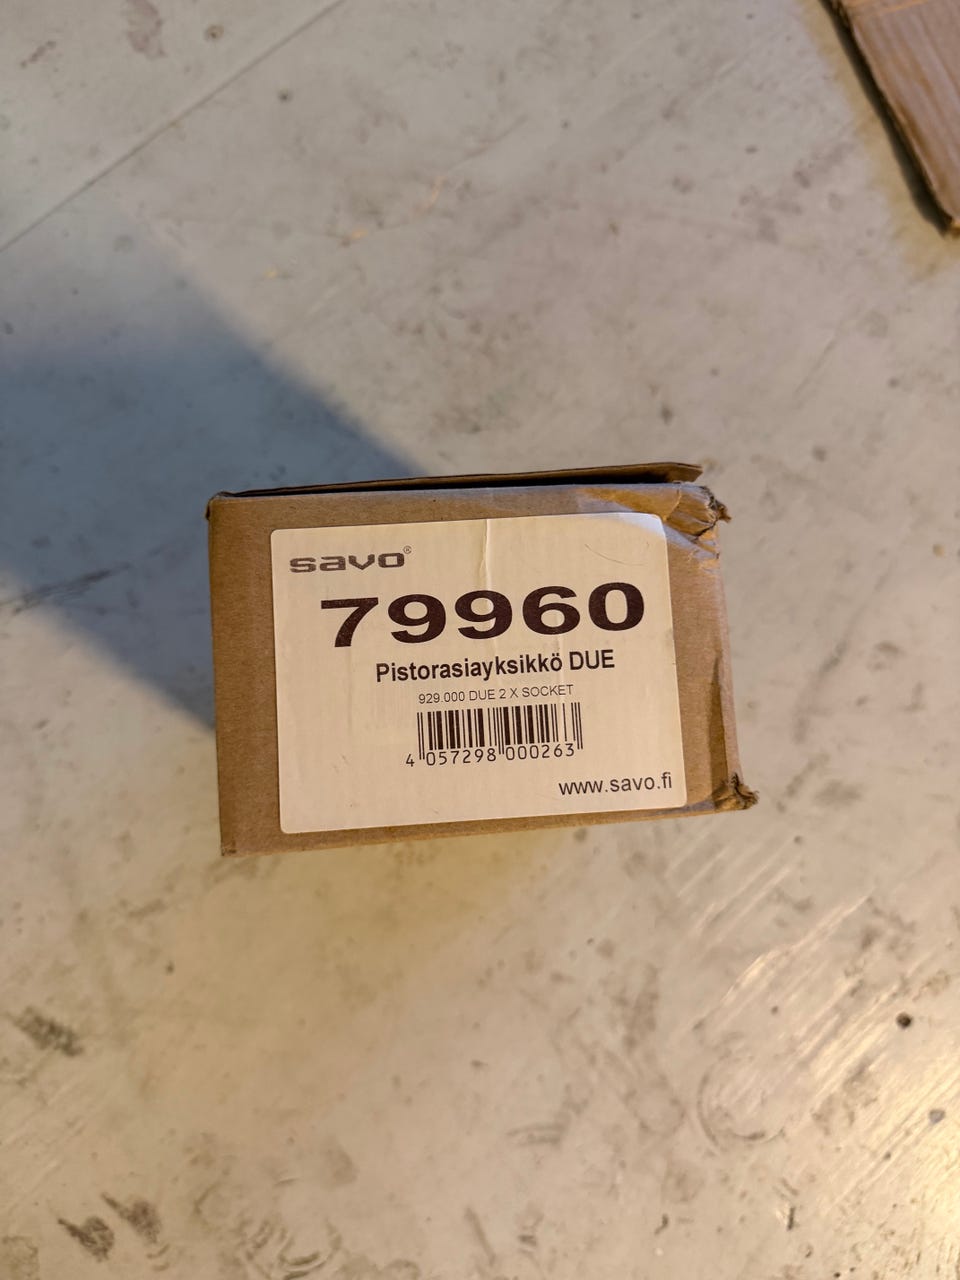 savo®
79960
Pistorasiayksikkö DUE
929.000 DUE 2 X SOCKET
4 057298 000263
www.savo.fi